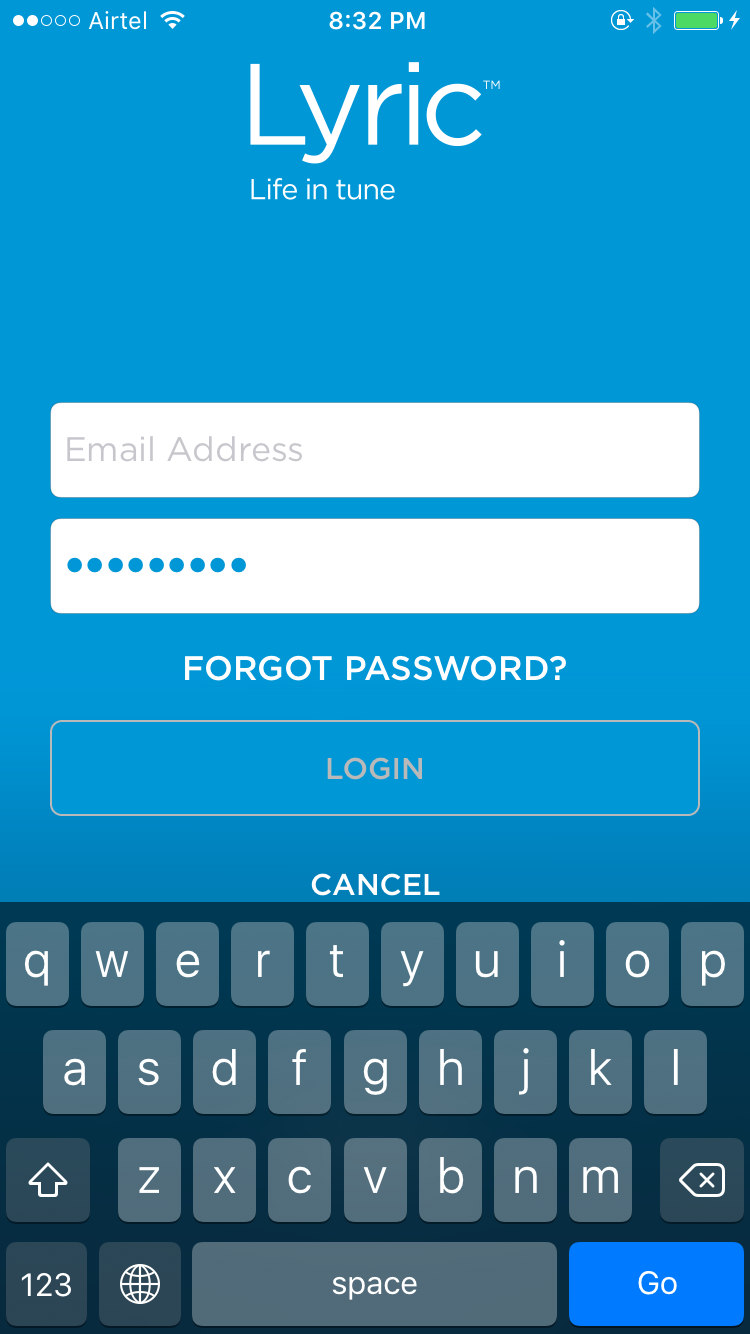 Airtel 8:32 PM
Lyric™
Life in tune
Email Address
•••••••••
FORGOT PASSWORD?
LOGIN
CANCEL
q w e r t y u i o p
a s d f g h j k l
z x c v b n m
123 space Go